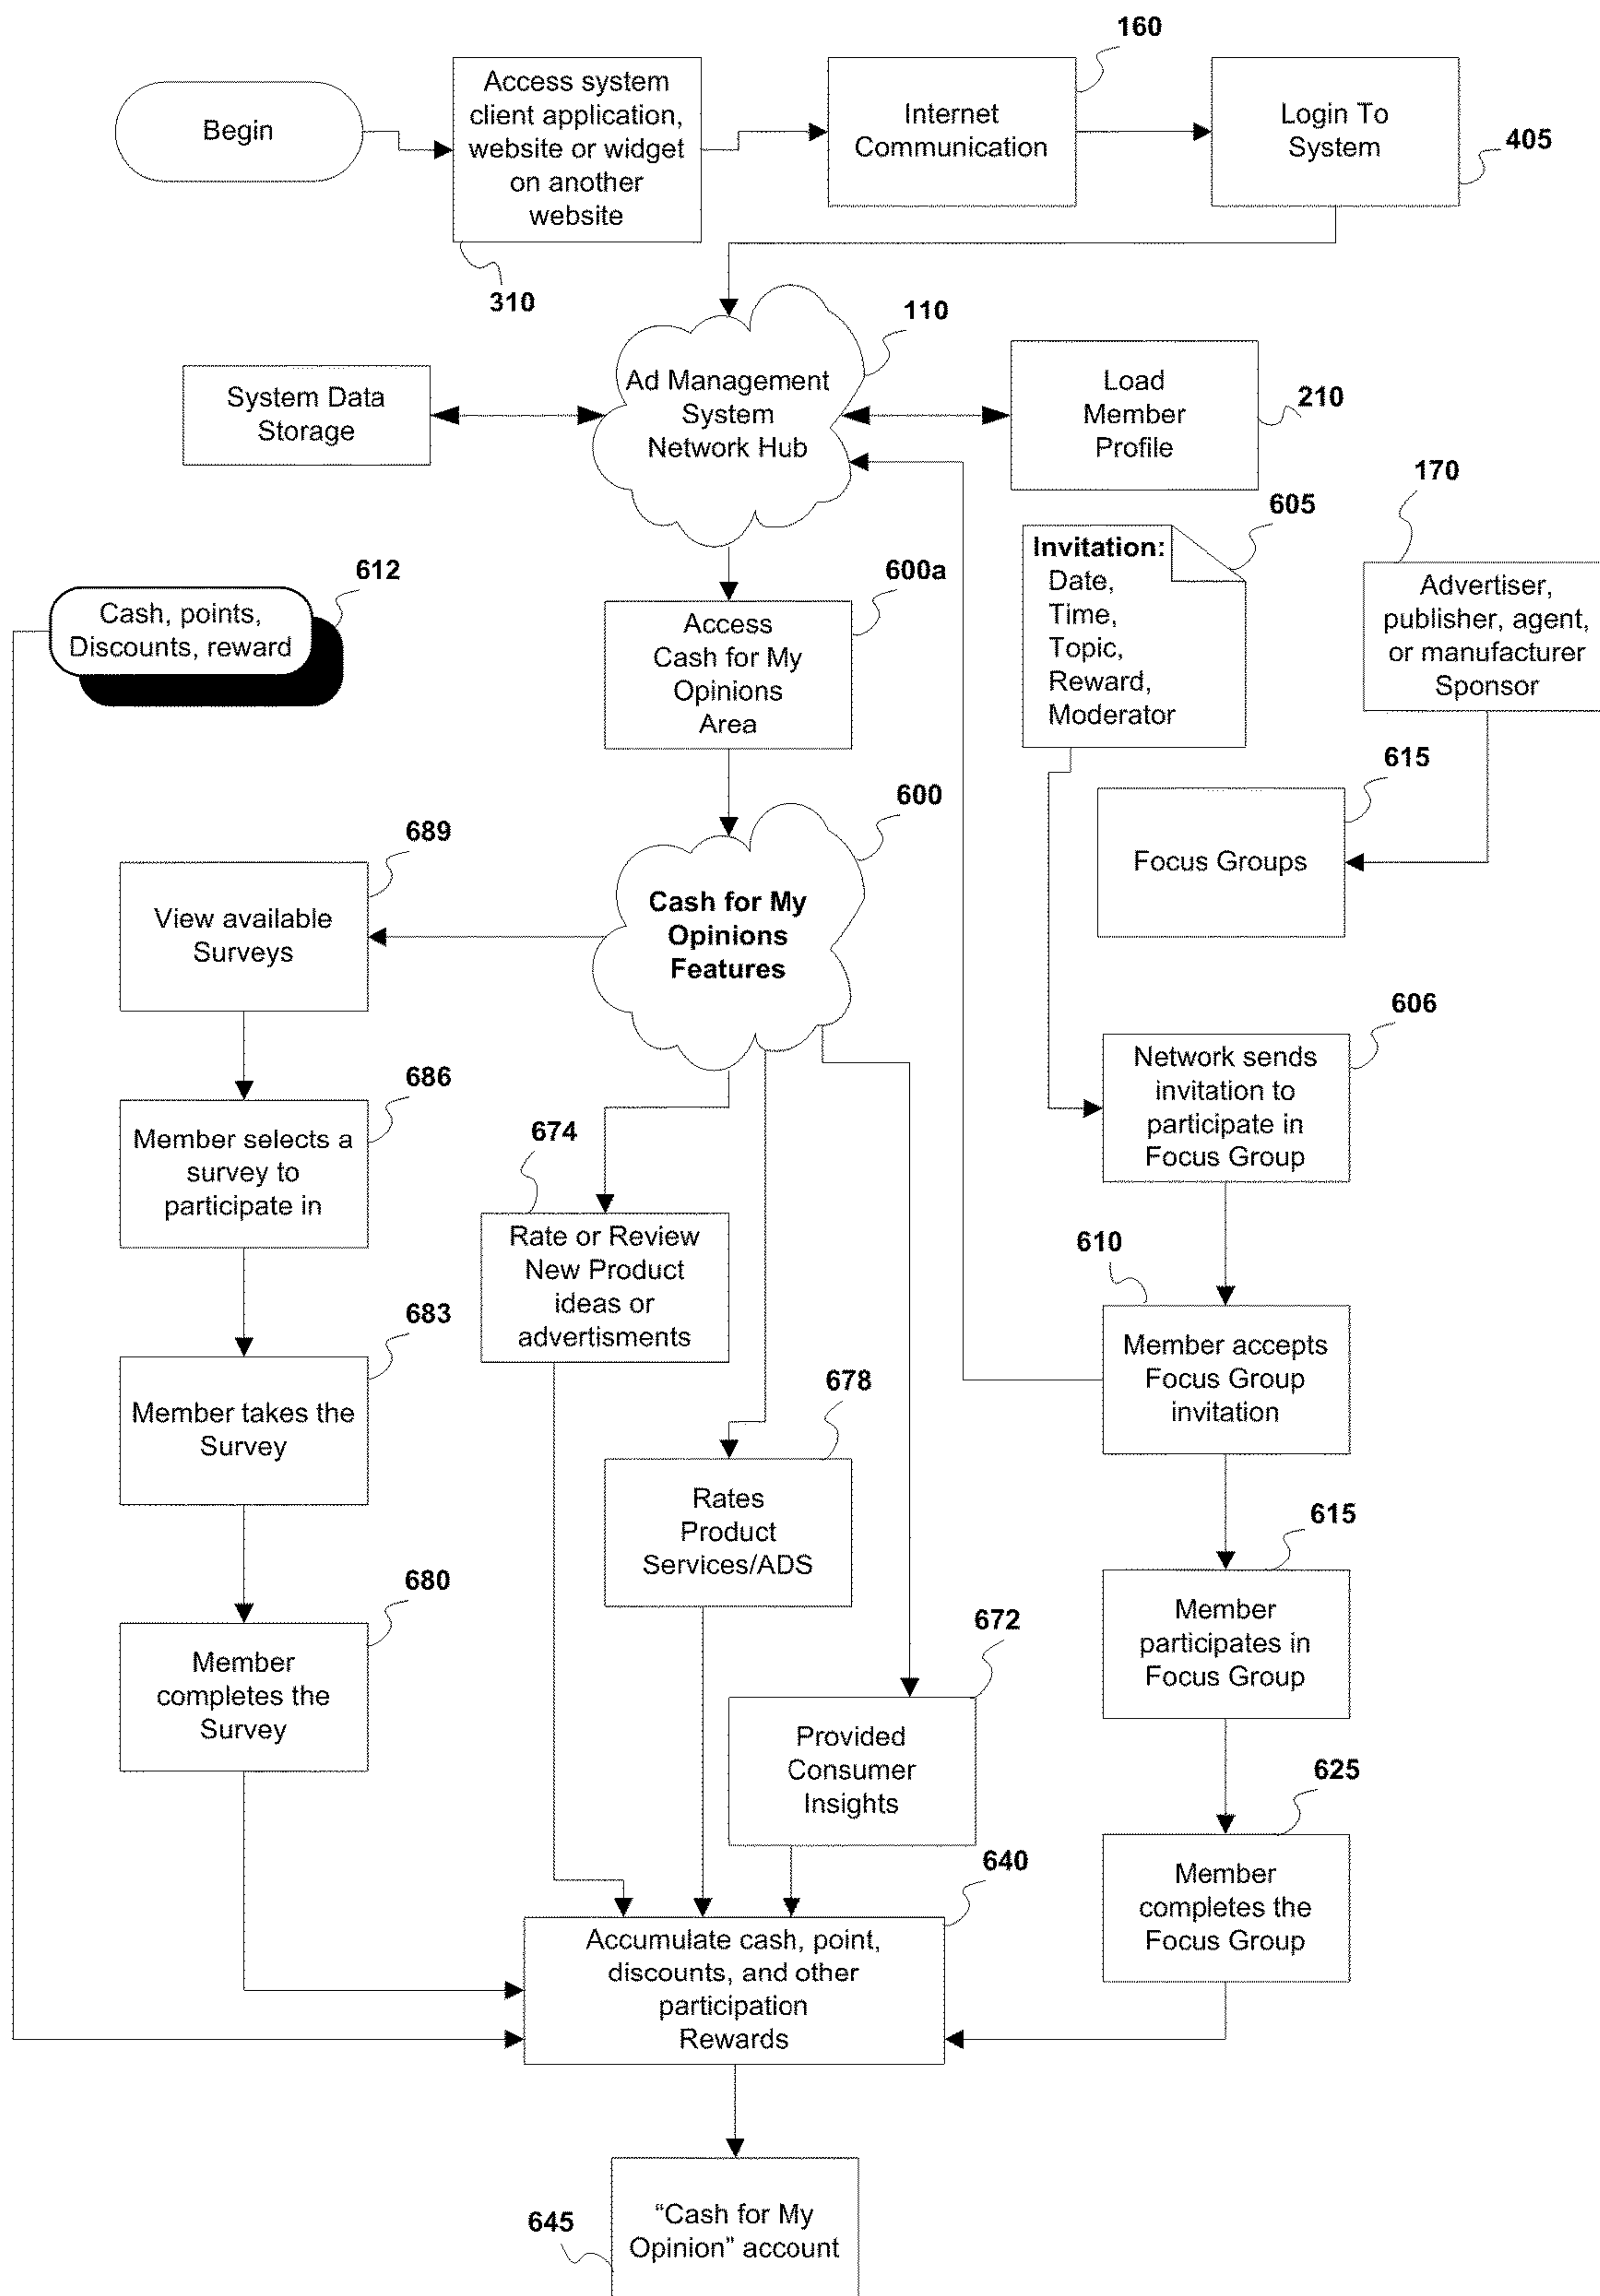 160
Begin
Access system
client application,
website or widget
on another
website
Internet
Communication
Login To
System
405
310
110
System Data
Storage
Ad Management
System
Network Hub
Load
Member
Profile
210
170
605
612
Cash, points,
Discounts, reward
600a
Access
Cash for My
Opinions
Area
Invitation:
Date,
Time,
Topic,
Reward,
Moderator
Advertiser,
publisher, agent,
or manufacturer
Sponsor
615
Focus Groups
600
Cash for My
Opinions
Features
689
View available
Surveys
606
Network sends
invitation to
participate in
Focus Group
686
Member selects a
survey to
participate in
674
Rate or Review
New Product
ideas or
advertisments
610
Member accepts
Focus Group
invitation
683
Member takes the
Survey
678
Rates
Product
Services/ADS
615
Member
participates in
Focus Group
680
Member
completes the
Survey
672
Provided
Consumer
Insights
625
Member
completes the
Focus Group
640
Accumulate cash, point,
discounts, and other
participation
Rewards
645
“Cash for My
Opinion” account